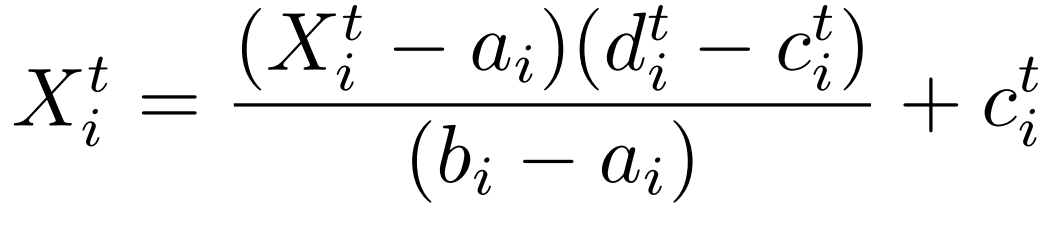 X_i^t = \frac{(X_i^t - a_i)(d_i^t - c_i^t)}{(b_i - a_i)} + c_i^t